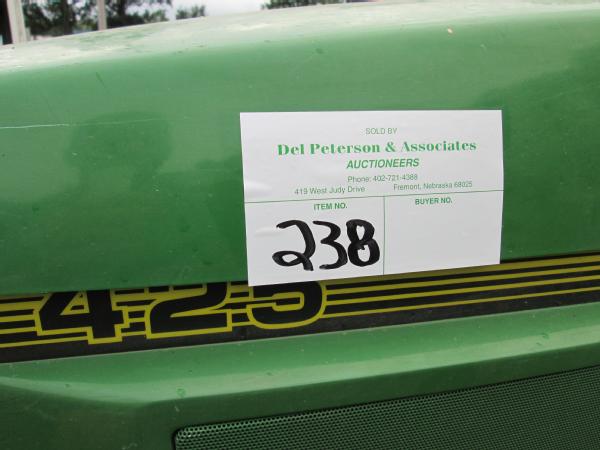 SOLD BY
Del Peterson & Associates
AUCTIONEERS
Phone: 402-721-4388
419 West Judy Drive Fremont, Nebraska 68025
ITEM NO. BUYER NO.
238
425